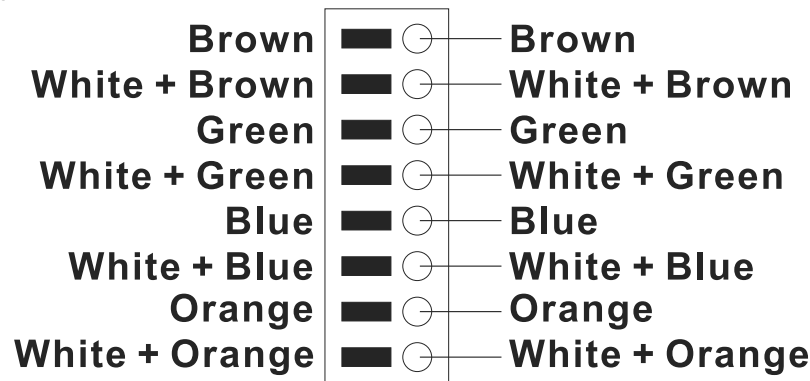 Brown Brown
White + Brown White + Brown
Green Green
White + Green White + Green
Blue Blue
White + Blue White + Blue
Orange Orange
White + Orange White + Orange